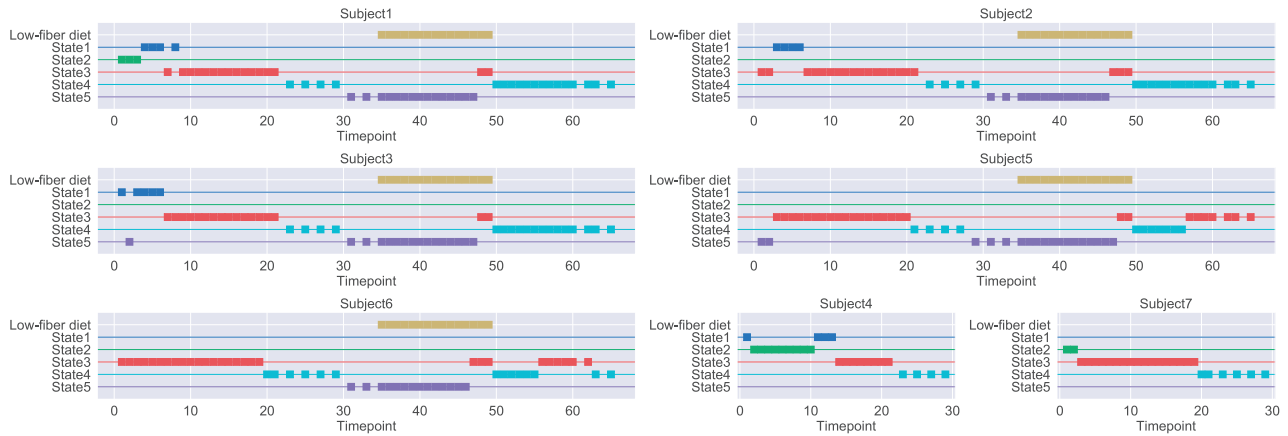 Subject1
Low-fiber diet
State1
State2
State3
State4
State5
0 10 20 30 40 50 60
Timepoint
Subject2
Low-fiber diet
State1
State2
State3
State4
State5
0 10 20 30 40 50 60
Timepoint
Subject3
Low-fiber diet
State1
State2
State3
State4
State5
0 10 20 30 40 50 60
Timepoint
Subject5
Low-fiber diet
State1
State2
State3
State4
State5
0 10 20 30 40 50 60
Timepoint
Subject6
Low-fiber diet
State1
State2
State3
State4
State5
0 10 20 30 40 50 60
Timepoint
Subject4
Low-fiber diet
State1
State2
State3
State4
State5
0 10 20 30
Timepoint
Subject7
Low-fiber diet
State1
State2
State3
State4
State5
0 10 20 30
Timepoint